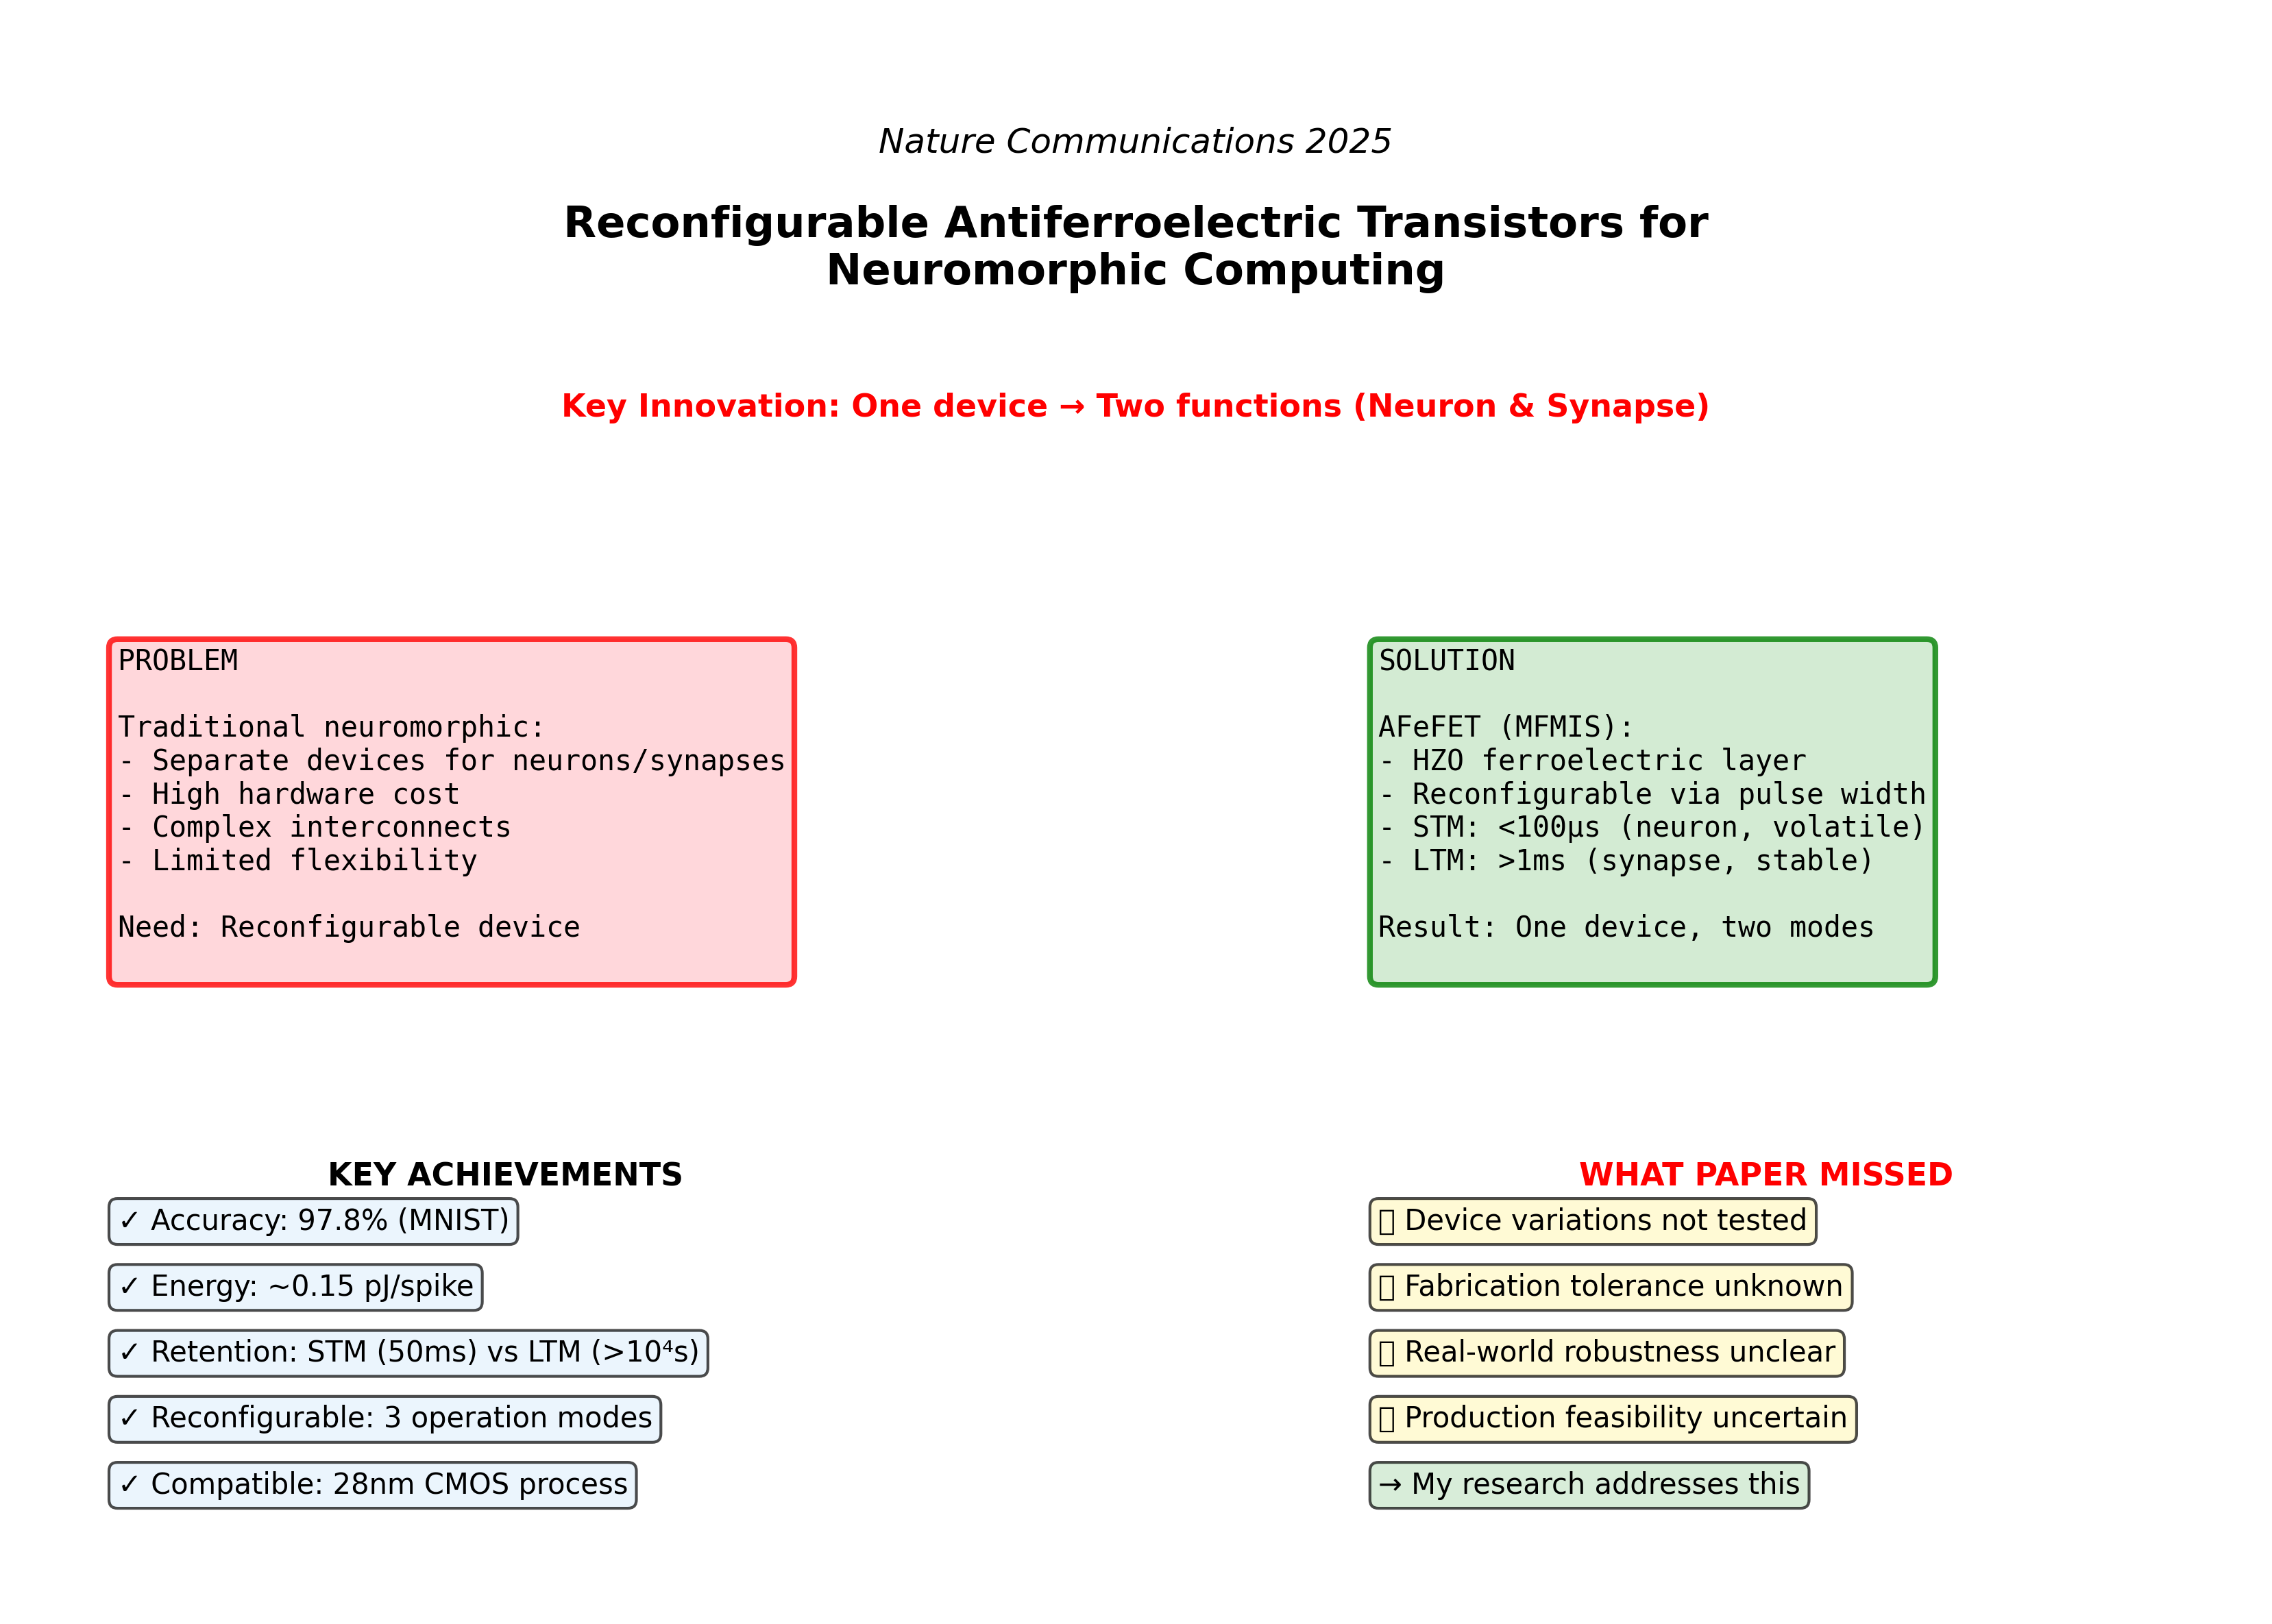 Nature Communications 2025
Reconfigurable Antiferroelectric Transistors for
Neuromorphic Computing
Key Innovation: One device → Two functions (Neuron & Synapse)
PROBLEM
Traditional neuromorphic:
- Separate devices for neurons/synapses
- High hardware cost
- Complex interconnects
- Limited flexibility
Need: Reconfigurable device
SOLUTION
AFeFET (MFMIS):
- HZO ferroelectric layer
- Reconfigurable via pulse width
- STM: <100μs (neuron, volatile)
- LTM: >1ms (synapse, stable)
Result: One device, two modes
KEY ACHIEVEMENTS
✓ Accuracy: 97.8% (MNIST)
✓ Energy: ~0.15 pJ/spike
✓ Retention: STM (50ms) vs LTM (>10⁴s)
✓ Reconfigurable: 3 operation modes
✓ Compatible: 28nm CMOS process
WHAT PAPER MISSED
▯ Device variations not tested
▯ Fabrication tolerance unknown
▯ Real-world robustness unclear
▯ Production feasibility uncertain
→ My research addresses this